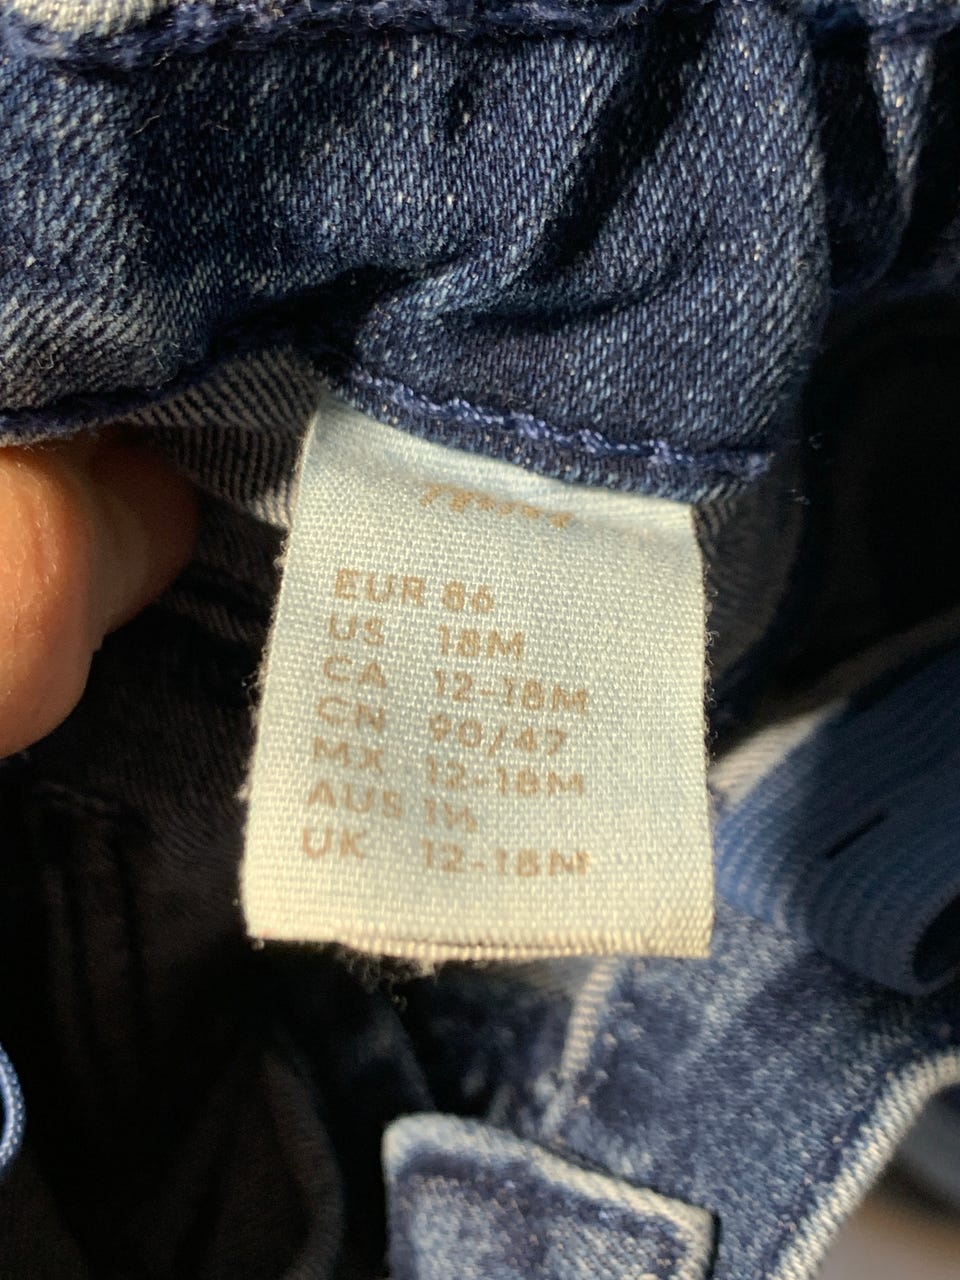 EUR 86
US 18M
CA 12-18M
CN 90/47
MX 12-18M
AUS 1½
UK 12-18M